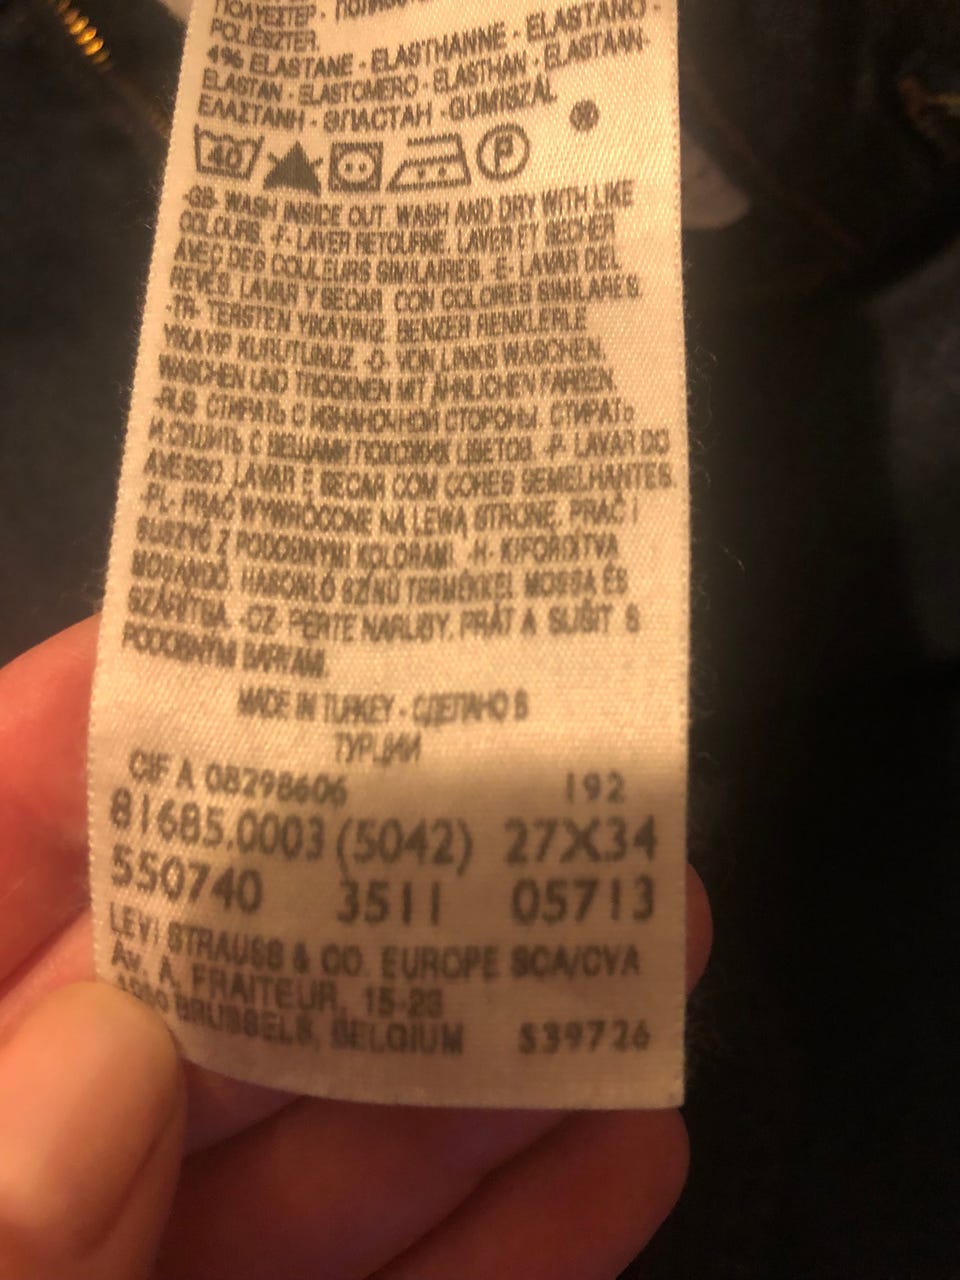 ΠΟΛΥΕΣΤΕΡ -
POLIÉSZTER.
4% ELASTANE - ELASTHANNE - ELASTANO -
ELASTAN - ELASTOMERO - ELASTHAN - ELASTAAN-
ΕΛΑΣΤΑΝΗ - ЭЛАСТАН - GUMISZÁL
40 P
-GB- WASH INSIDE OUT. WASH AND DRY WITH LIKE
COLOURS. -F- LAVER RETOURNE. LAVER ET SECHER
AVEC DES COULEURS SIMILAIRES. -E- LAVAR DEL
REVES. LAVAR Y SECAR CON COLORES SIMILARES.
-TR- TERSTEN YIKAYINIZ. BENZER RENKLERLE
YIKAYIP KURUTUNUZ. -D- VON LINKS WASCHEN.
WASCHEN UND TROCKNEN MIT ÄHNLICHEN FARBEN.
-RUS- СТИРАТЬ С ИЗНАНОЧНОЙ СТОРОНЫ. СТИРАТЬ
И СУШИТЬ С ВЕЩАМИ ПОХОЖИХ ЦВЕТОВ. -P- LAVAR DO
AVESSO. LAVAR E SECAR COM CORES SEMELHANTES.
-PL- PRAĆ WYWRÓCONE NA LEWĄ STRONĘ. PRAĆ I
SUSZYĆ Z PODOBNYMI KOLORAMI. -H- KIFORDÍTVA
MOSANDÓ. HASONLÓ SZÍNŰ TERMÉKKEL MOSSA ÉS
SZÁRÍTSA. -CZ- PERTE NARUBY. PRÁT A SUŠIT S
PODOBNÝMI BARVAMI.
MADE IN TURKEY - СДЕЛАНО В
ТУРЦИИ
CIF A 08298606 192
81685.0003 (5042) 27X34
550740 3511 05713
LEVI STRAUSS & CO. EUROPE SCA/CVA
Av. A. FRAITEUR, 15-23
BRUSSELS, BELGIUM S39726